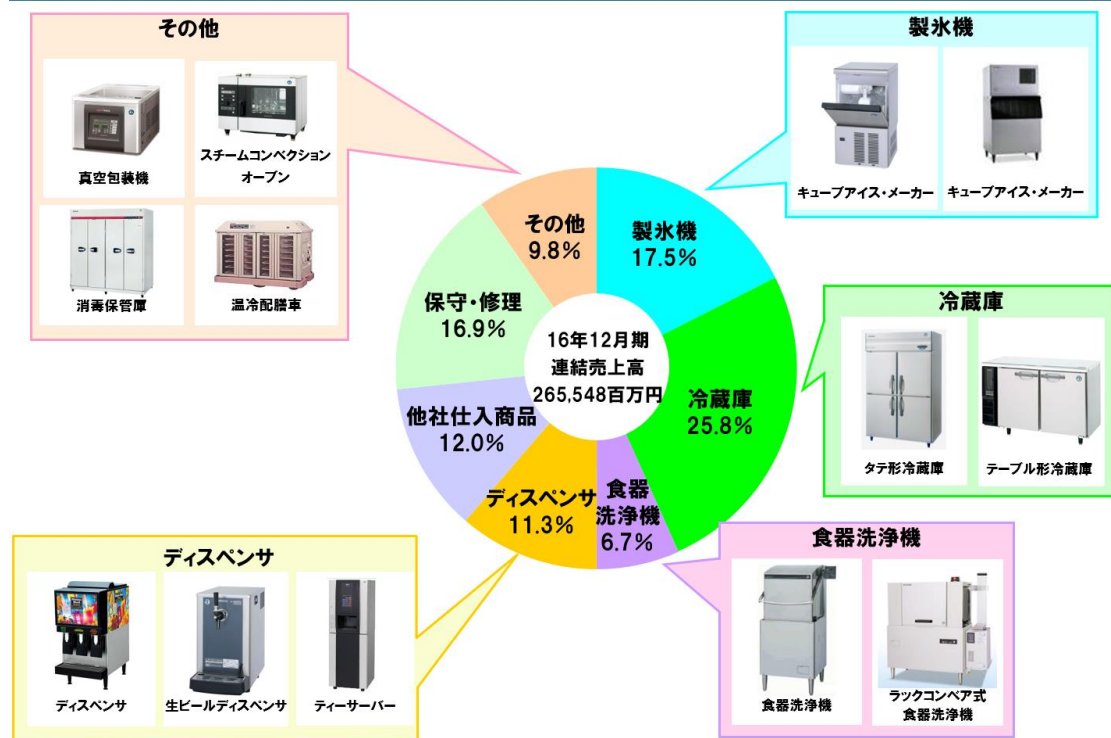 その他
真空包装機
スチームコンベクション
オーブン
消毒保管庫
温冷配膳車
製氷機
キューブアイス・メーカー
キューブアイス・メーカー
その他
9.8%
製氷機
17.5%
保守・修理
16.9%
16年12月期
連結売上高
265,548百万円
冷蔵庫
25.8%
他社仕入商品
12.0%
ディスペンサ
11.3%
食器
洗浄機
6.7%
冷蔵庫
タテ形冷蔵庫
テーブル形冷蔵庫
ディスペンサ
ディスペンサ
生ビールディスペンサ
ティーサーバー
食器洗浄機
食器洗浄機
ラックコンベア式
食器洗浄機